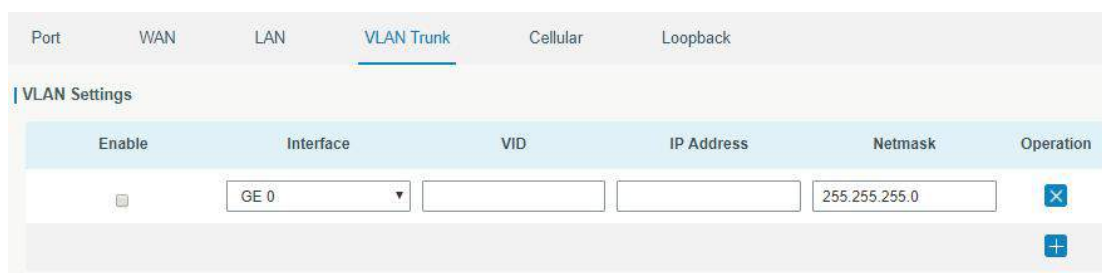 Port WAN LAN VLAN Trunk Cellular Loopback
VLAN Settings
Enable Interface VID IP Address Netmask Operation
GE 0 255.255.255.0